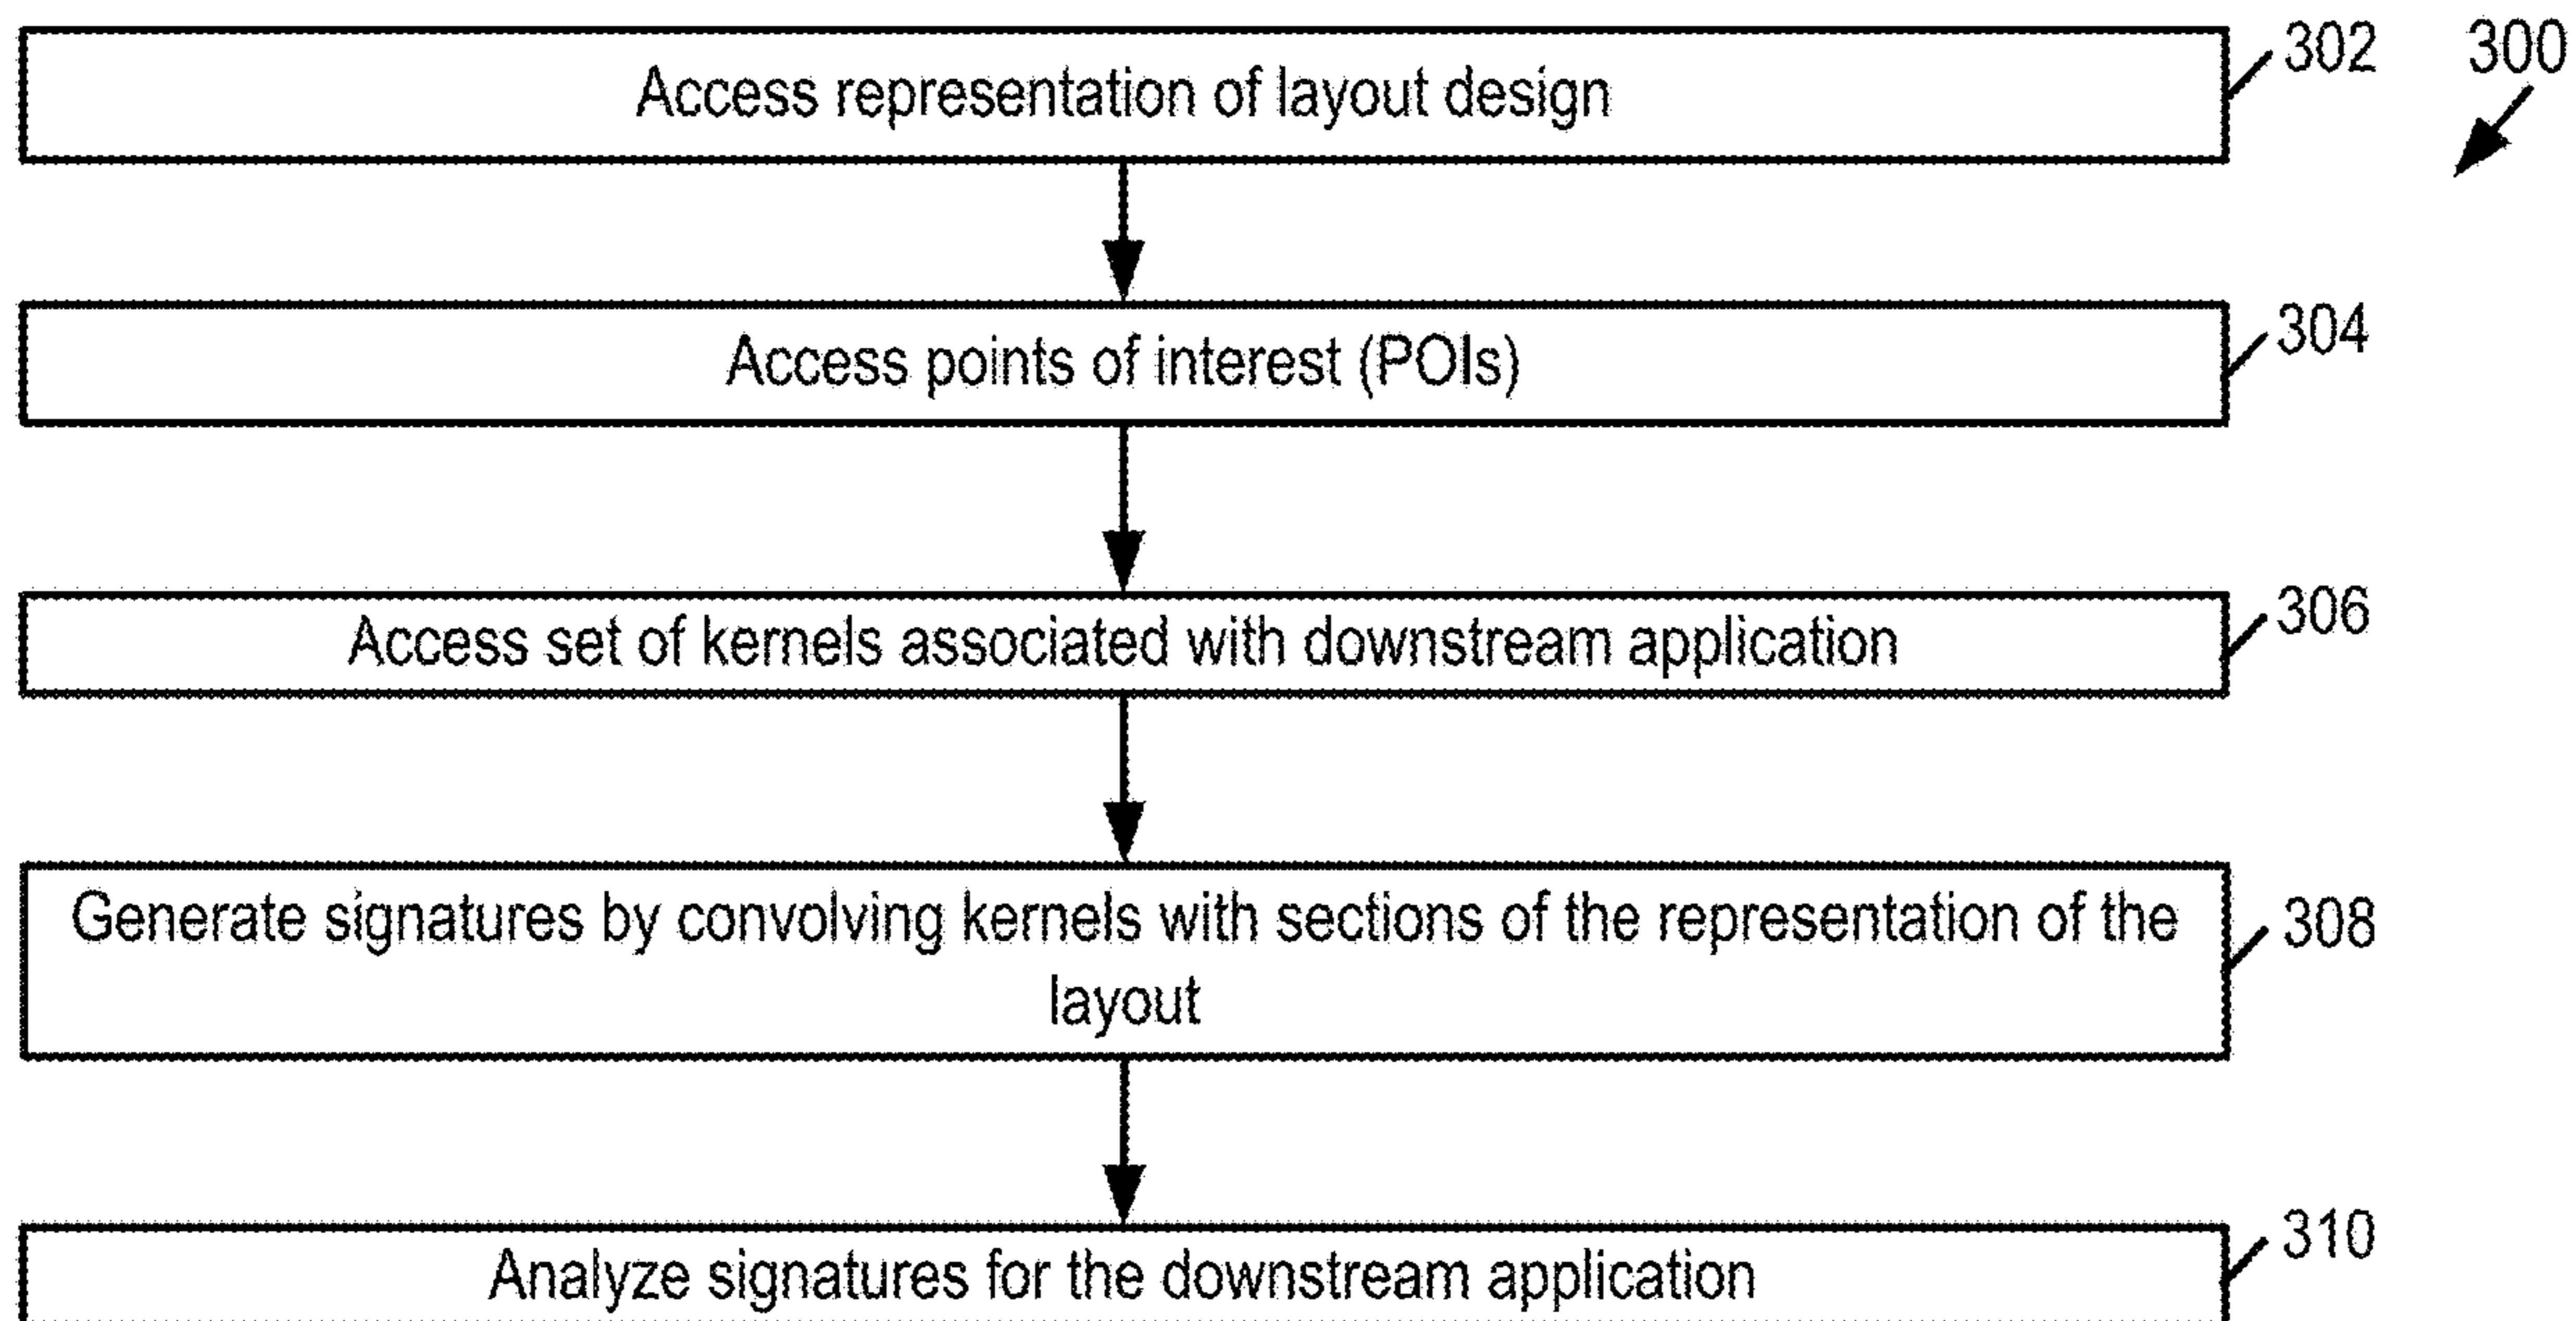 Access representation of layout design
302
300
Access points of interest (POIs)
304
Access set of kernels associated with downstream application
306
Generate signatures by convolving kernels with sections of the representation of the
layout
308
Analyze signatures for the downstream application
310